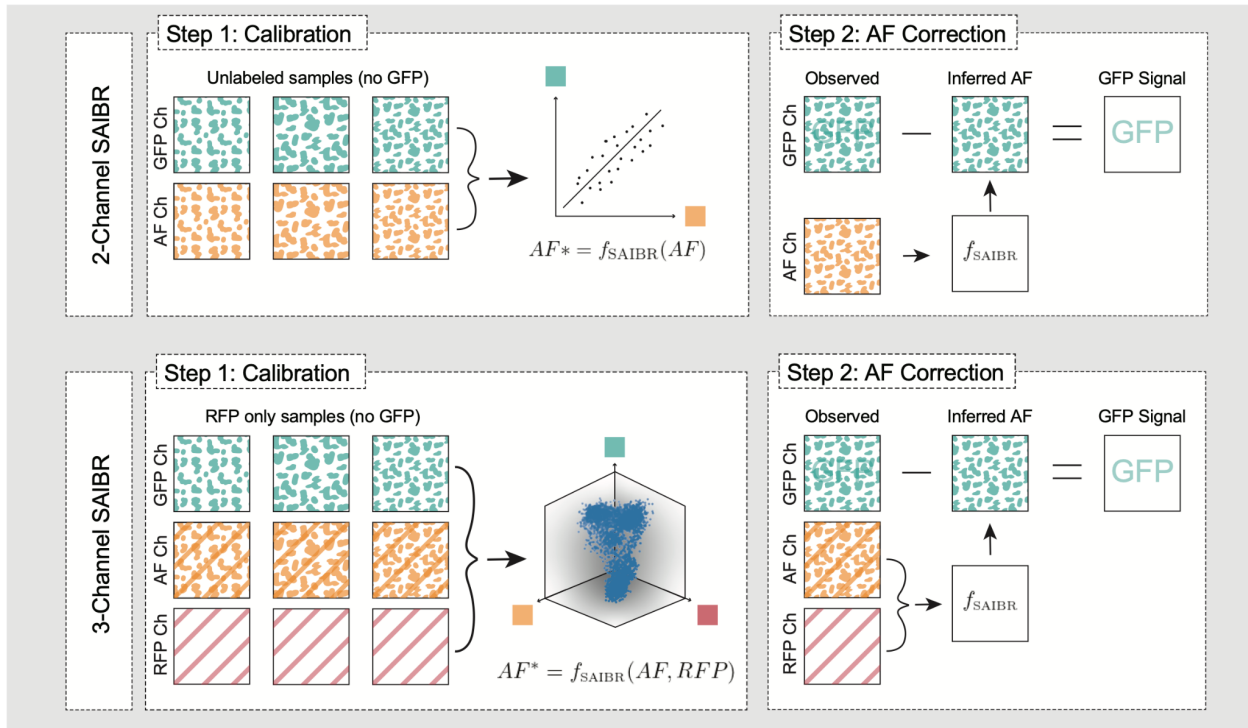 2-Channel SAIBR
Step 1: Calibration
Unlabeled samples (no GFP)
GFP Ch
AF Ch
AF* = f_SAIBR(AF)
Step 2: AF Correction
Observed
Inferred AF
GFP Signal
GFP Ch
GFP
GFP
AF Ch
f_SAIBR
3-Channel SAIBR
Step 1: Calibration
RFP only samples (no GFP)
GFP Ch
AF Ch
RFP Ch
AF* = f_SAIBR(AF, RFP)
Step 2: AF Correction
Observed
Inferred AF
GFP Signal
GFP Ch
GFP
GFP
AF Ch
RFP Ch
f_SAIBR